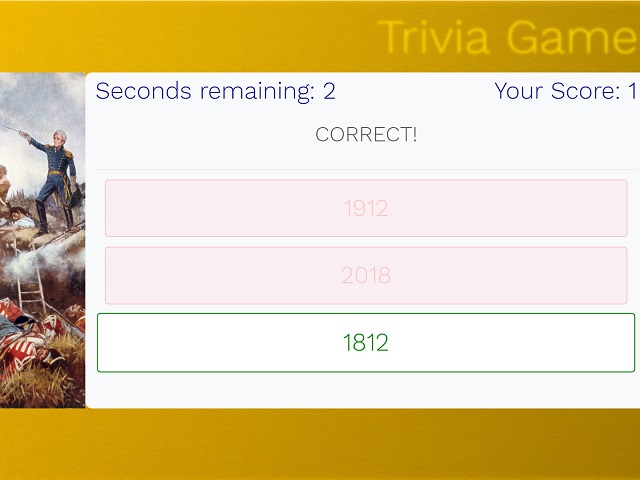 Trivia Game
Seconds remaining: 2
Your Score: 1
CORRECT!
1912
2018
1812